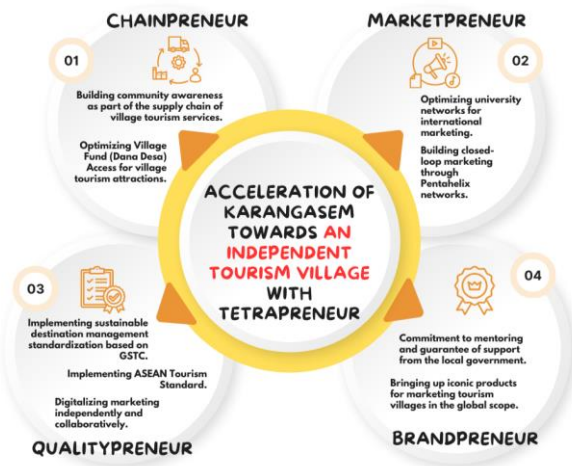 CHAINPRENEUR
01
Building community awareness
as part of the supply chain of
village tourism services.
Optimizing Village
Fund (Dana Desa)
Access for village
tourism attractions.
MARKETPRENEUR
02
Optimizing university
networks for
international
marketing.
Building closed-
loop marketing
through
Pentahelix
networks.
ACCELERATION OF
KARANGASEM
TOWARDS AN
INDEPENDENT
TOURISM VILLAGE
WITH
TETRAPRENEUR
03
Implementing sustainable
destination management
standardization based on
GSTC.
Implementing ASEAN Tourism
Standard.
Digitalizing marketing
independently and
collaboratively.
QUALITYPRENEUR
04
Commitment to mentoring
and guarantee of support
from the local government.
Bringing up iconic products
for marketing tourism
villages in the global scope.
BRANDPRENEUR